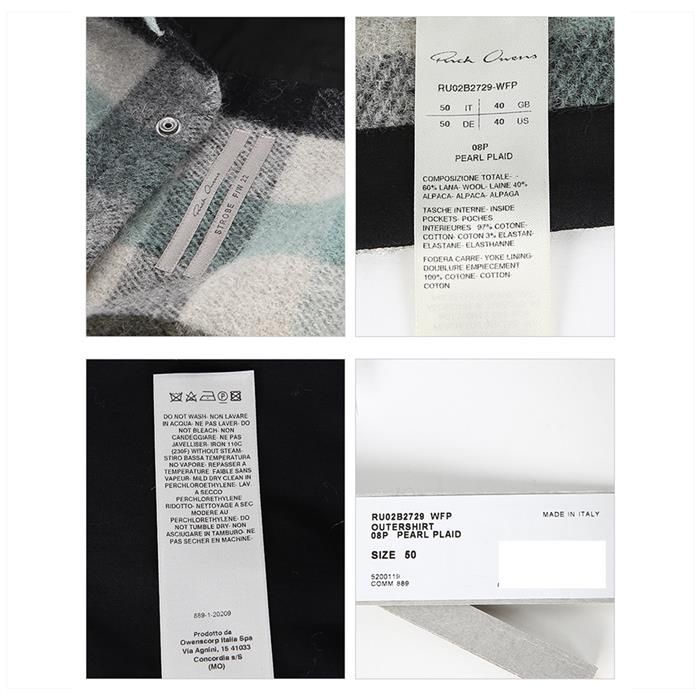 Rick Owens
STROBE F/W 22
Rick Owens
RU02B2729-WFP
50 IT 40 GB
50 DE 40 US
08P
PEARL PLAID
COMPOSIZIONE TOTALE- -
60% LANA- WOOL- LAINE 40%
ALPACA- ALPACA- ALPAGA
TASCHE INTERNE- INSIDE
POCKETS- POCHES
INTERIEURES 97% COTONE-
COTTON- COTON 3% ELASTAN-
ELASTANE- ELASTHANNE
FODERA CARRE- YOKE LINING-
DOUBLURE EMPIECEMENT
100% COTONE- COTTON-
COTON
DO NOT WASH- NON LAVARE
IN ACQUA- NE PAS LAVER- DO
NOT BLEACH- NON
CANDEGGIARE- NE PAS
JAVELLISER- IRON 110C
(230F) WITHOUT STEAM-
STIRO BASSA TEMPERATURA
NO VAPORE- REPASSER A
TEMPERATURE FAIBLE SANS
VAPEUR- MILD DRY CLEAN IN
PERCHLOROETHYLENE- LAV.
A SECCO
PERCHLORETHYLENE
RIDOTTO- NETTOYAGE A SEC
MODERE AU
PERCHLORETHYLENE- DO
NOT TUMBLE DRY- NON
ASCIUGARE IN TAMBURO- NE
PAS SECHER EN MACHINE-
889-1-20209
Prodotto da
Owenscorp Italia Spa
Via Agnini, 15 41033
Concordia s/S
(MO)
RU02B2729 WFP MADE IN ITALY
OUTERSHIRT
08P PEARL PLAID
SIZE 50
5200119
COMM 889